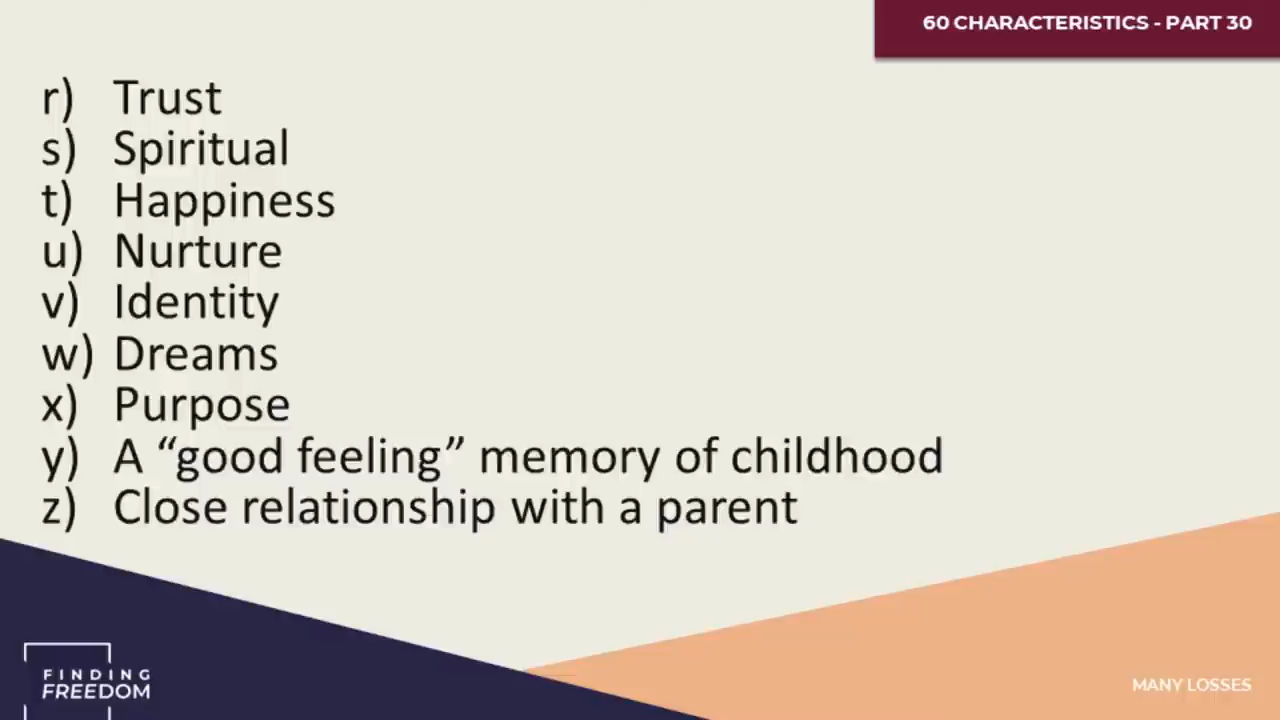 60 CHARACTERISTICS - PART 30
r) Trust
s) Spiritual
t) Happiness
u) Nurture
v) Identity
w) Dreams
x) Purpose
y) A “good feeling” memory of childhood
z) Close relationship with a parent
FINDING
FREEDOM
MANY LOSSES